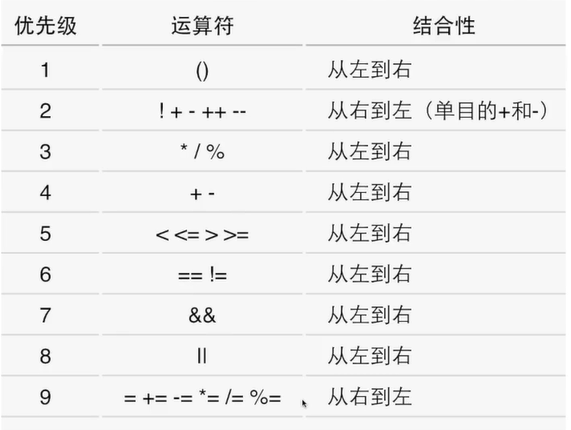 优先级 运算符 结合性
1 () 从左到右
2 ! + - ++ -- 从右到左（单目的+和-）
3 * / % 从左到右
4 + - 从左到右
5 < <= > >= 从左到右
6 == != 从左到右
7 && 从左到右
8 || 从左到右
9 = += -= *= /= %= 从右到左